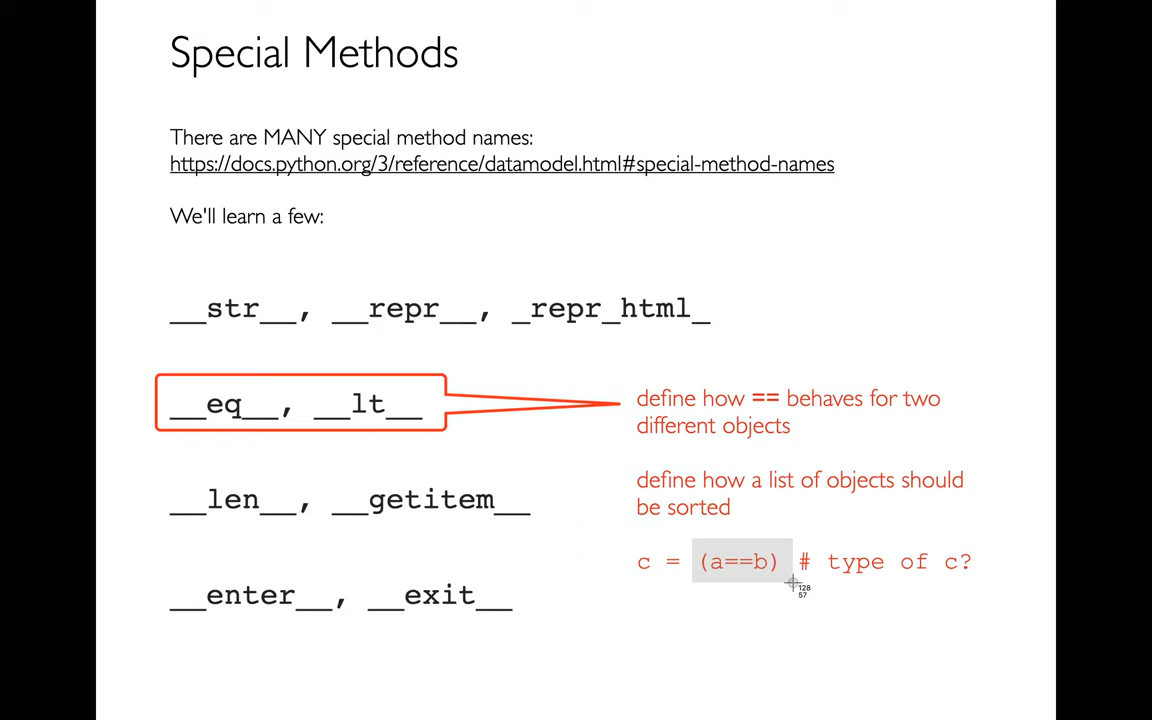 Special Methods
There are MANY special method names:
https://docs.python.org/3/reference/datamodel.html#special-method-names
We'll learn a few:
__str__, __repr__, _repr_html_
__eq__, __lt__
define how == behaves for two
different objects
define how a list of objects should
be sorted
__len__, __getitem__
c = (a==b) # type of c?
128
57
__enter__, __exit__